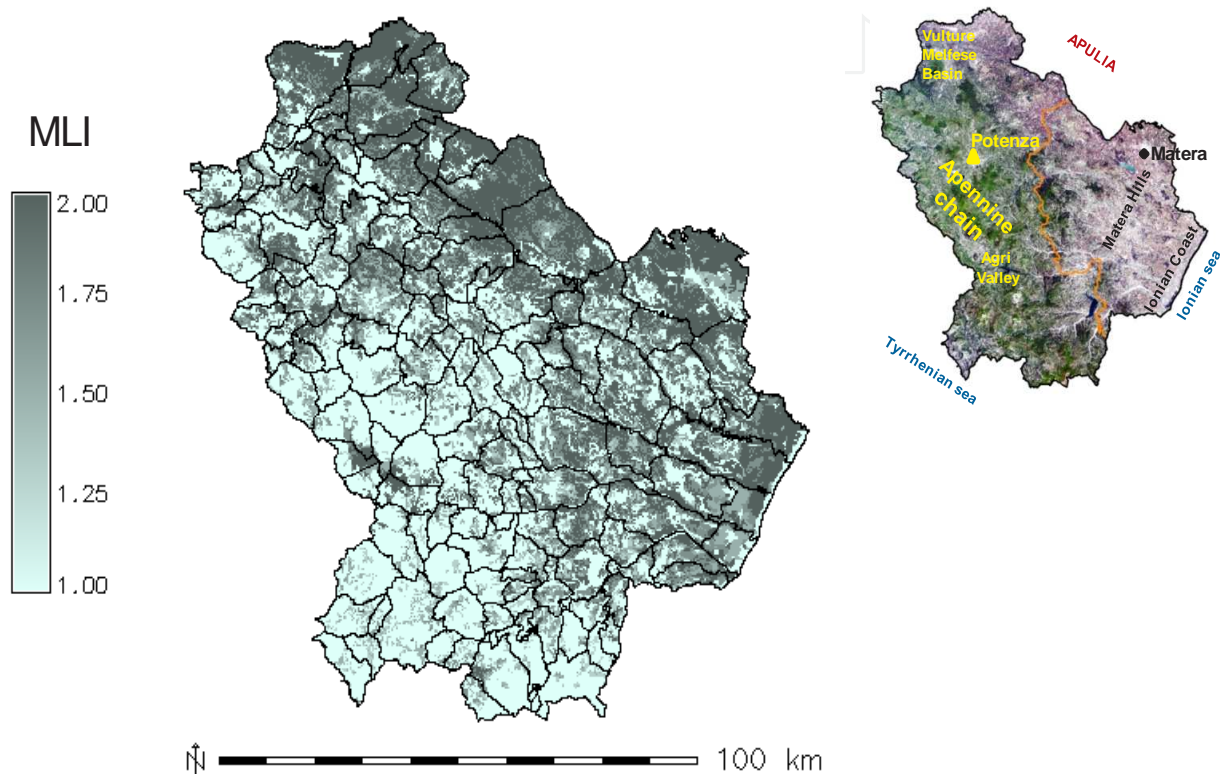 MLI
2.00
1.75
1.50
1.25
1.00
N
100 km
Vulture
Melfese
Basin
APULIA
Potenza
Matera
Apennine
chain
Matera Hills
Agri
Valley
Ionian Coast
Ionian sea
Tyrrhenian sea